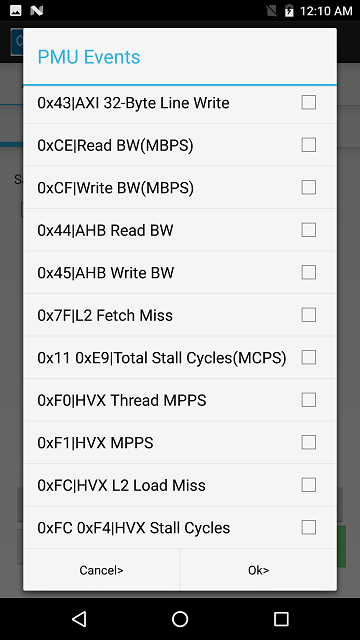 12:10 AM
PMU Events
0x43|AXI 32-Byte Line Write
0xCE|Read BW(MBPS)
0xCF|Write BW(MBPS)
0x44|AHB Read BW
0x45|AHB Write BW
0x7F|L2 Fetch Miss
0x11 0xE9|Total Stall Cycles(MCPS)
0xF0|HVX Thread MPPS
0xF1|HVX MPPS
0xFC|HVX L2 Load Miss
0xFC 0xF4|HVX Stall Cycles
Cancel> Ok>